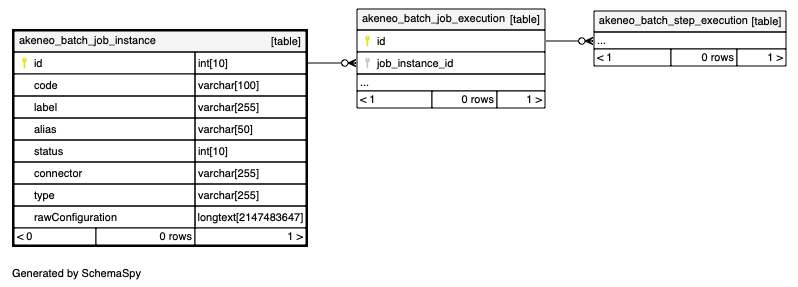 akeneo_batch_job_instance [table]
id int[10]
code varchar[100]
label varchar[255]
alias varchar[50]
status int[10]
connector varchar[255]
type varchar[255]
rawConfiguration longtext[2147483647]
< 0 0 rows 1 >
akeneo_batch_job_execution [table]
id
job_instance_id
...
< 1 0 rows 1 >
akeneo_batch_step_execution [table]
...
< 1 0 rows 1 >
Generated by SchemaSpy